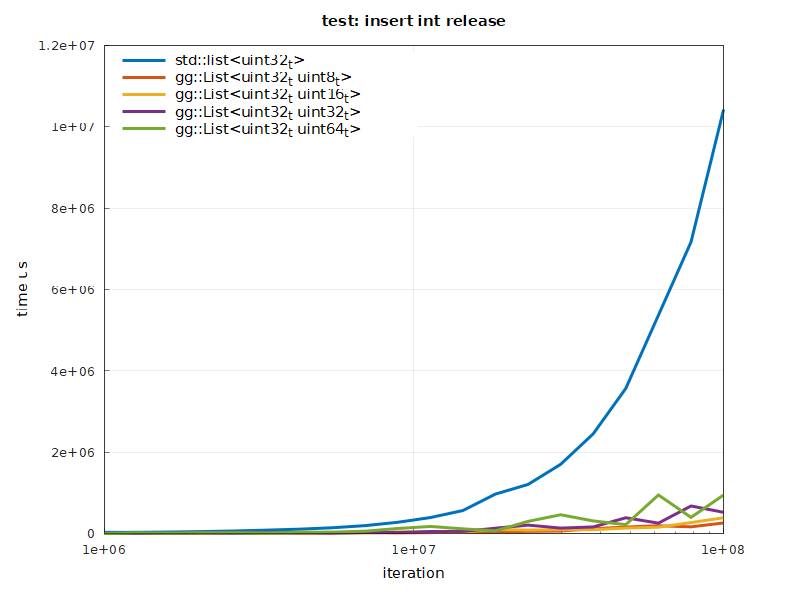 test: insert int release
1.2e+07
1e+07
8e+06
6e+06
4e+06
2e+06
0
time us
std::list<uint32t>
gg::List<uint32t uint8t>
gg::List<uint32t uint16t>
gg::List<uint32t uint32t>
gg::List<uint32t uint64t>
1e+06
1e+07
1e+08
iteration